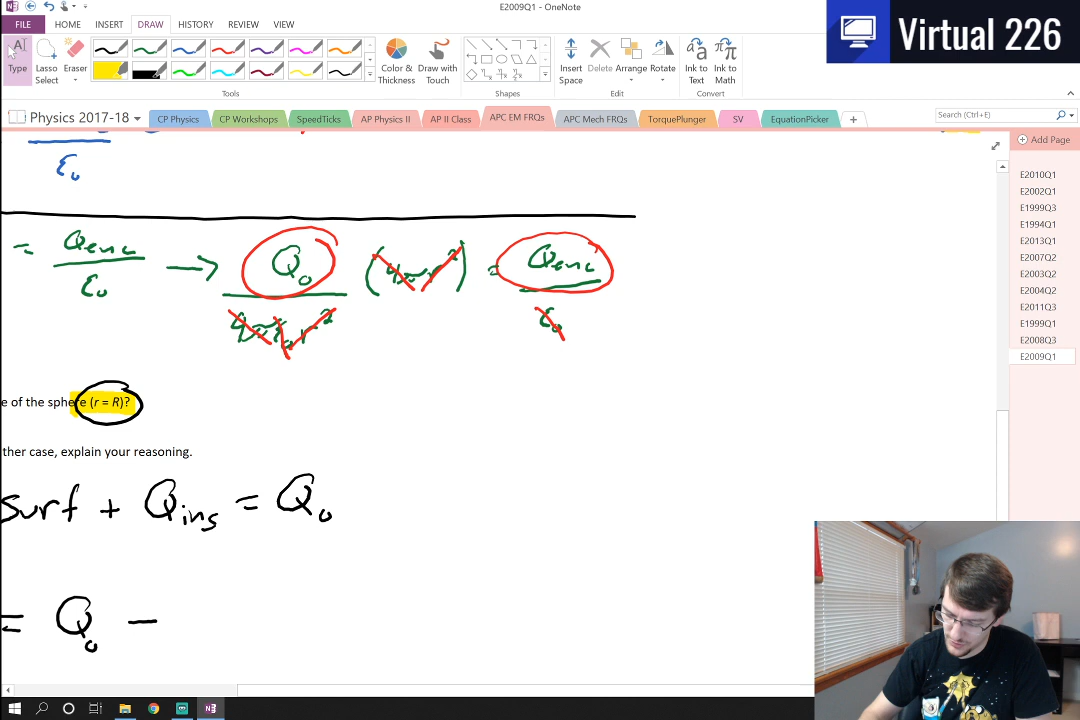 E2009Q1 - OneNote
FILE HOME INSERT DRAW HISTORY REVIEW VIEW
Virtual 226
Type Lasso Select Eraser Color & Thickness Draw with Touch Insert Space Delete Arrange Rotate Ink to Text Ink to Math
Tools Shapes Edit Convert
Physics 2017-18 CP Physics CP Workshops SpeedTicks AP Physics II AP II Class APC EM FRQs APC Mech FRQs TorquePlunger SV EquationPicker + Search (Ctrl+E)
Add Page
E2010Q1
E2002Q1
E1999Q3
E1994Q1
E2013Q1
E2007Q2
E2003Q2
E2004Q2
E2011Q3
E1999Q1
E2008Q3
E2009Q1
ε₀
= Qenc / ε₀ → Q₀ / 4πε₀r² (4πr²) = Qenc / ε₀
e of the sphere (r = R)?
ther case, explain your reasoning.
surf + Qins = Q₀
= Q₀ −